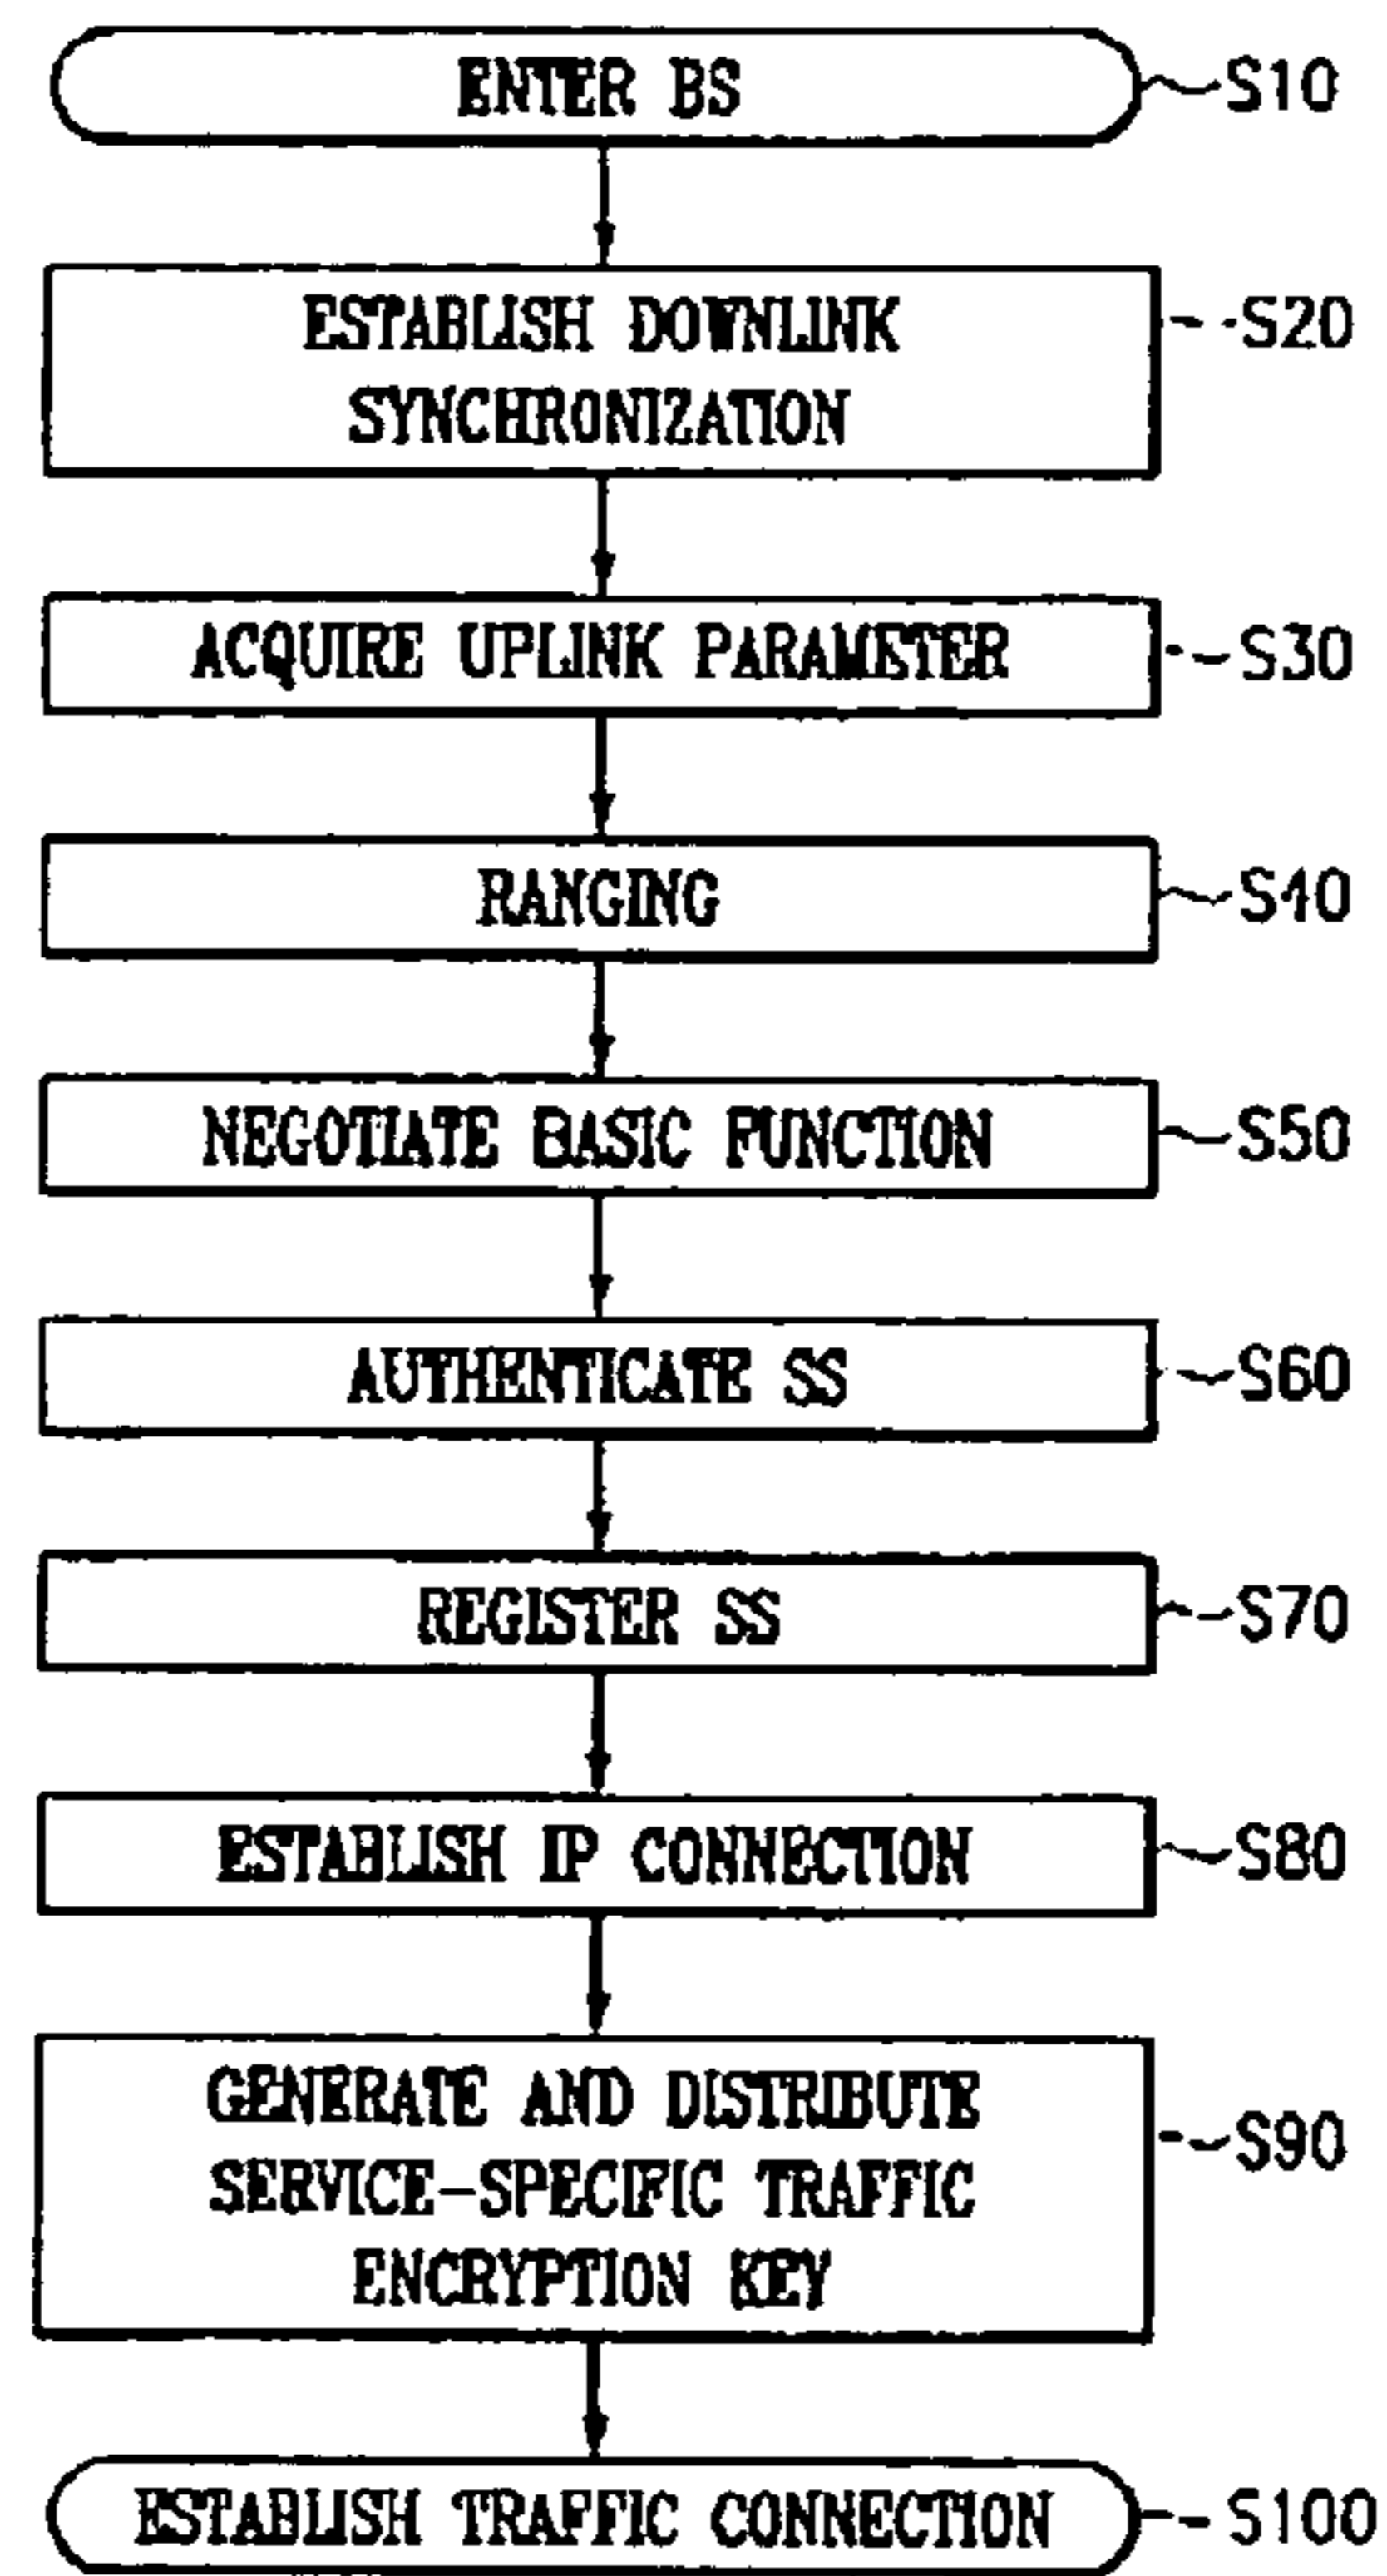 ENTER BS
S10
ESTABLISH DOWNLINK
SYNCHRONIZATION
S20
ACQUIRE UPLINK PARAMETER
S30
RANGING
S40
NEGOTIATE BASIC FUNCTION
S50
AUTHENTICATE SS
S60
REGISTER SS
S70
ESTABLISH IP CONNECTION
S80
GENERATE AND DISTRIBUTE
SERVICE-SPECIFIC TRAFFIC
ENCRYPTION KEY
S90
ESTABLISH TRAFFIC CONNECTION
S100